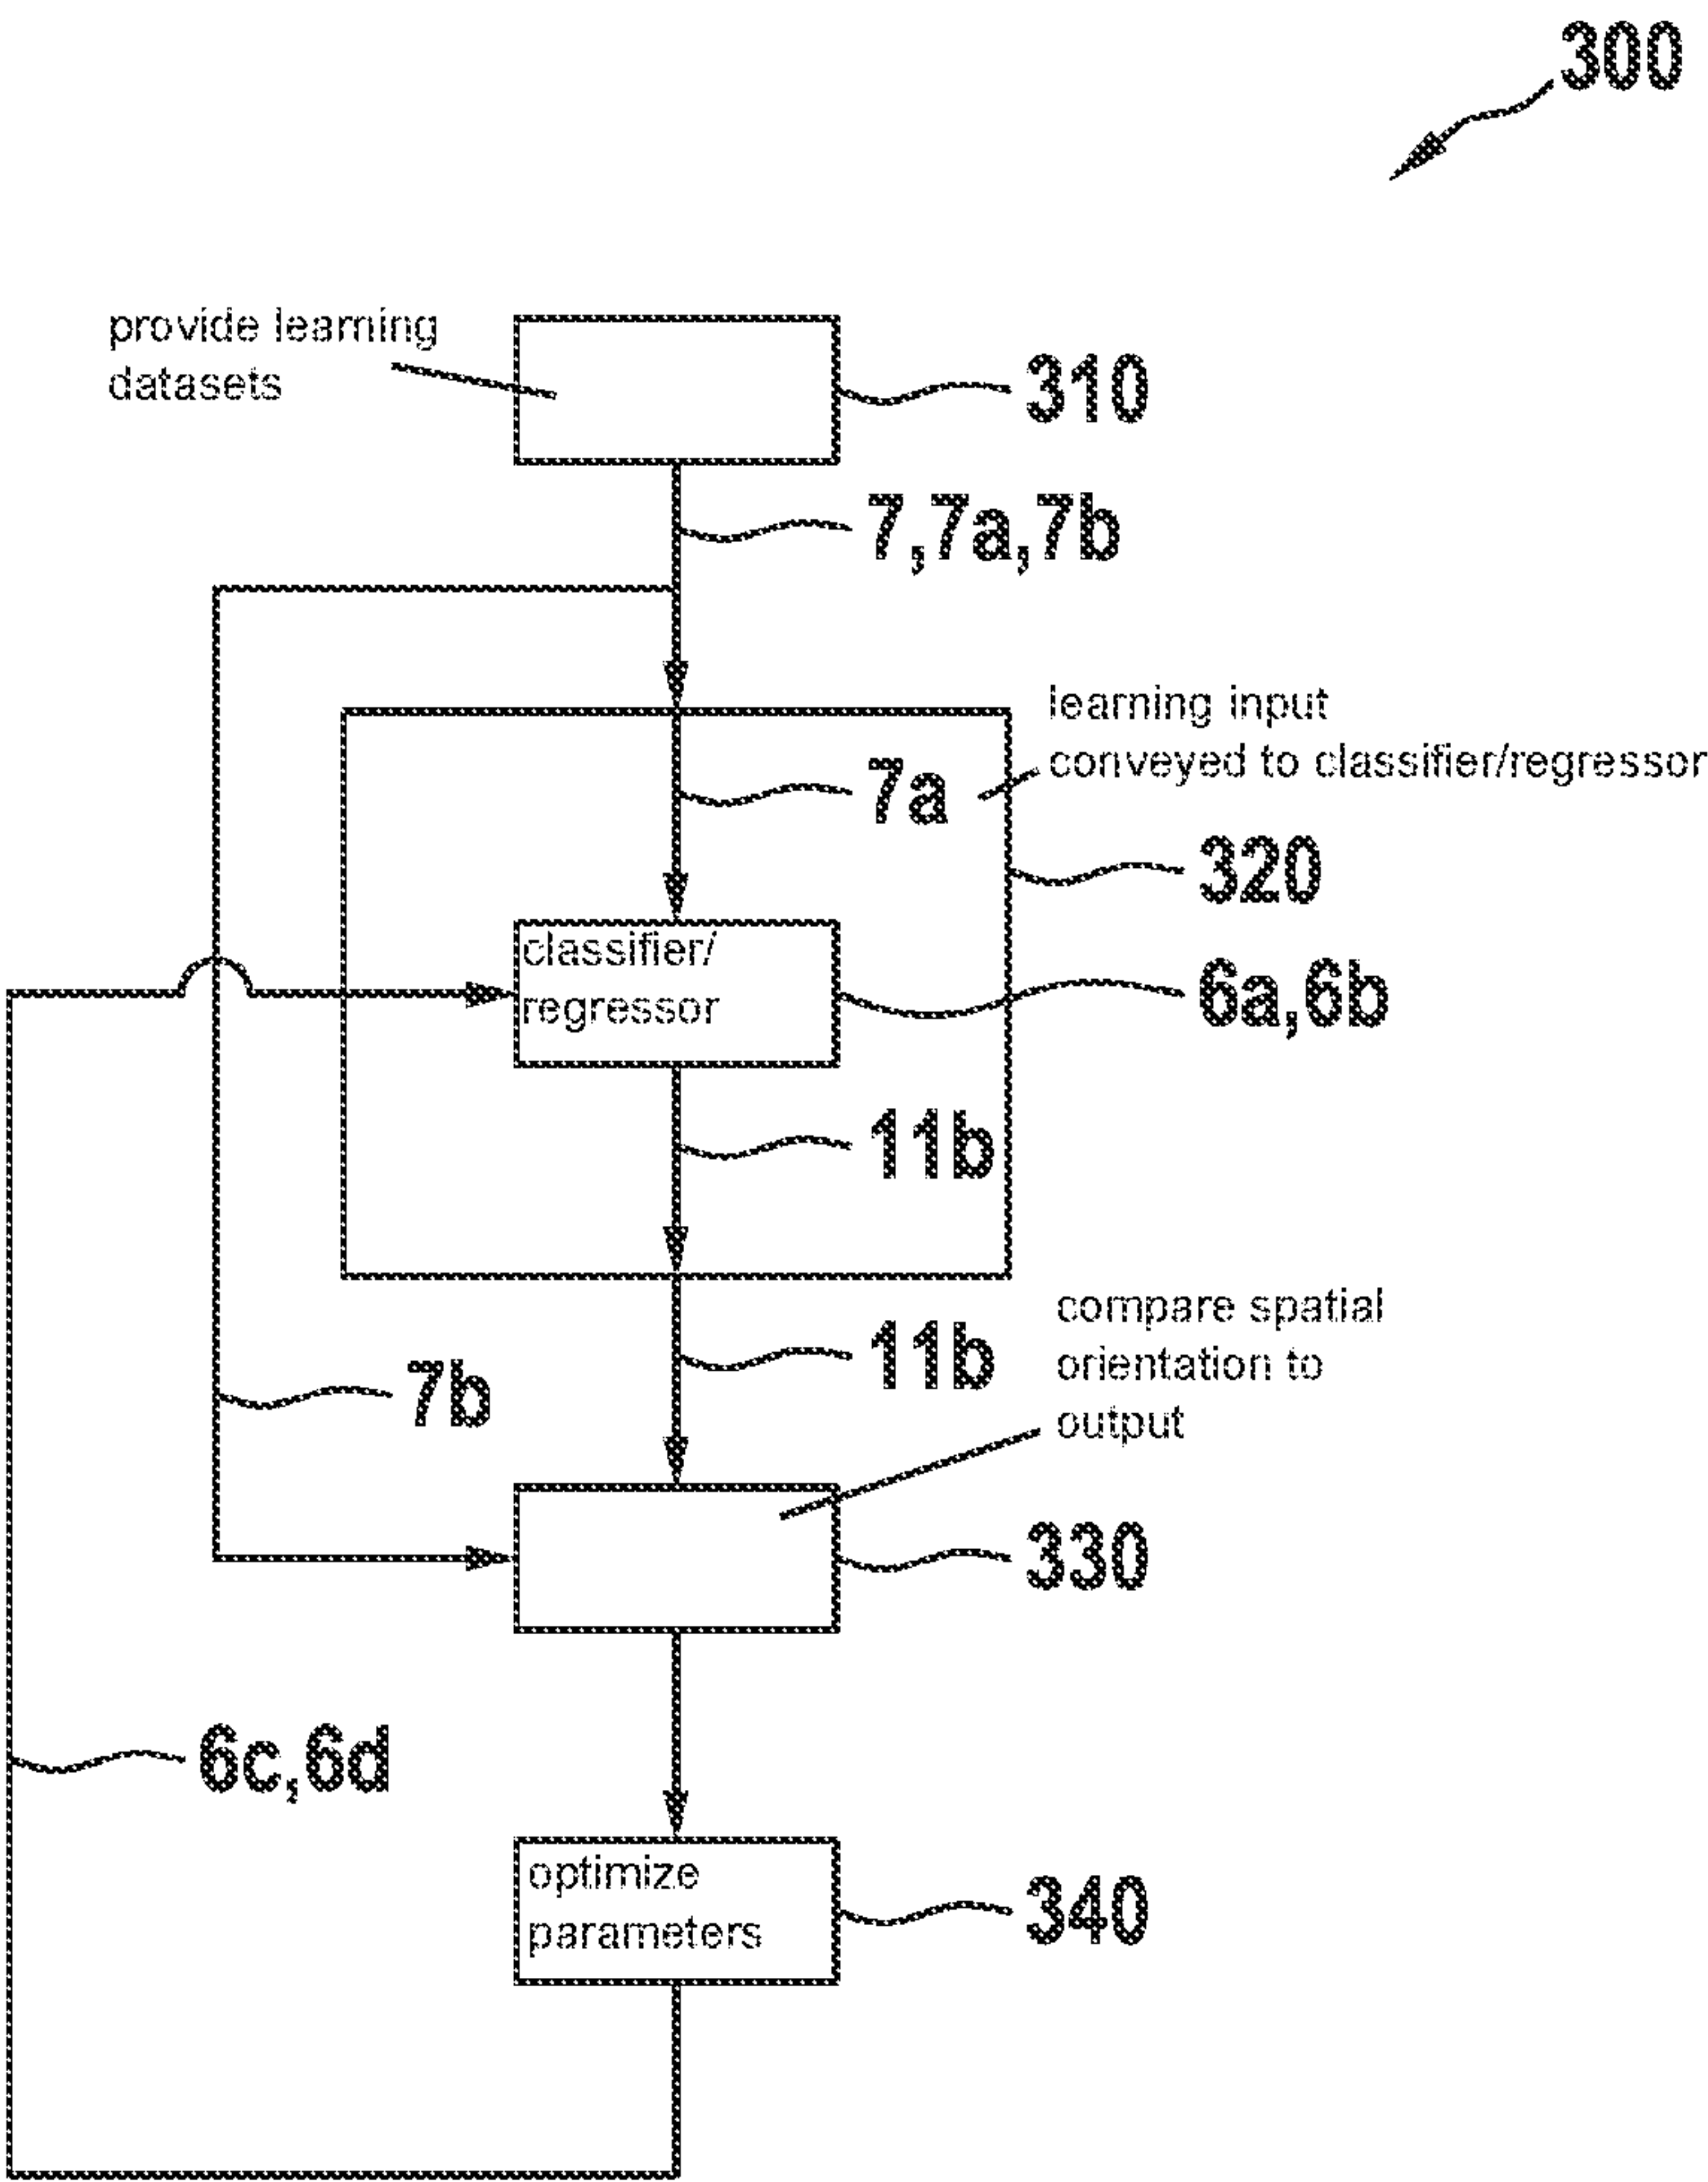 300
provide learning
datasets
310
7,7a,7b
learning input
conveyed to classifier/regressor
7a
320
classifier/
regressor
6a,6b
11b
compare spatial
orientation to
output
11b
7b
330
6c,6d
optimize
parameters
340